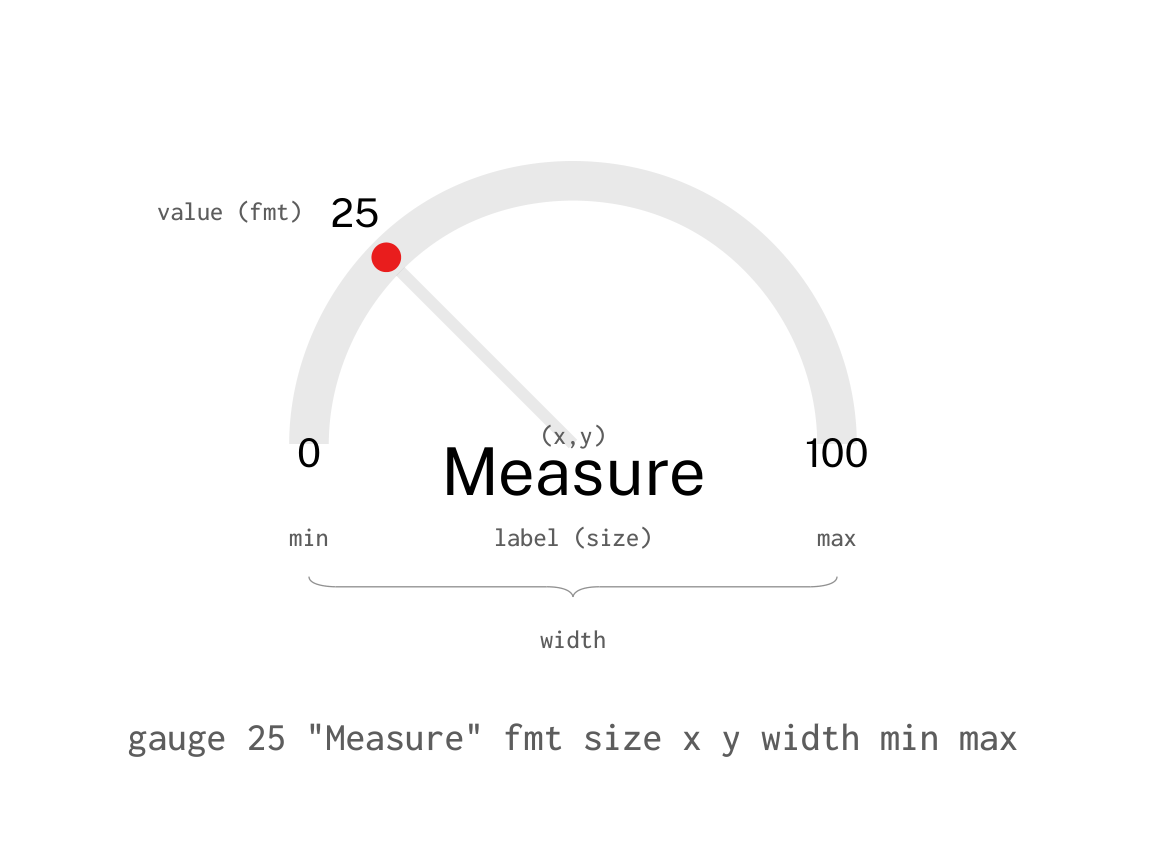 value (fmt) 25
(x,y)
0 Measure 100
min label (size) max
width
gauge 25 "Measure" fmt size x y width min max